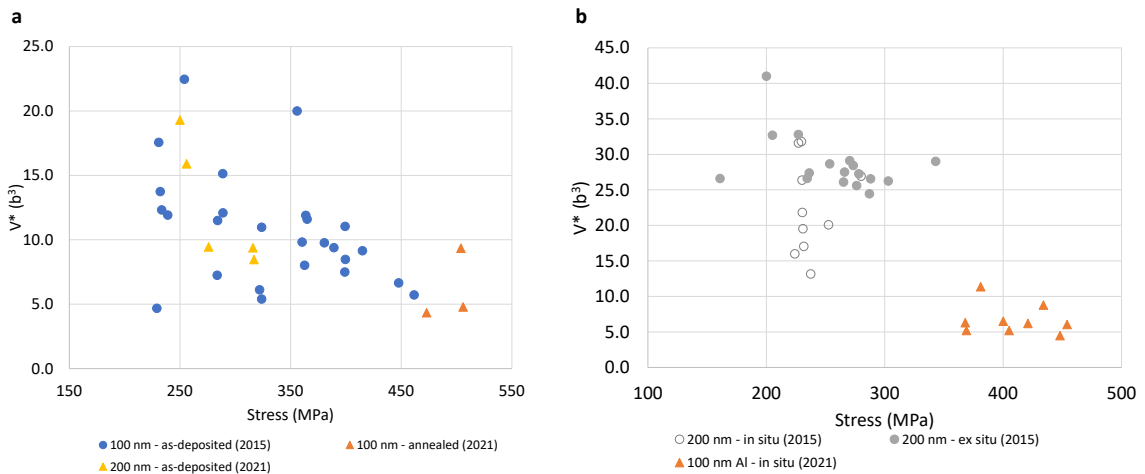 a
25.0
20.0
15.0
10.0
5.0
0.0
V* (b³)
150 250 350 450 550
Stress (MPa)
100 nm - as-deposited (2015) 100 nm - annealed (2021)
200 nm - as-deposited (2021)
b
45.0
40.0
35.0
30.0
25.0
20.0
15.0
10.0
5.0
0.0
V* (b³)
100 200 300 400 500
Stress (MPa)
200 nm - in situ (2015) 200 nm - ex situ (2015)
100 nm Al - in situ (2021)